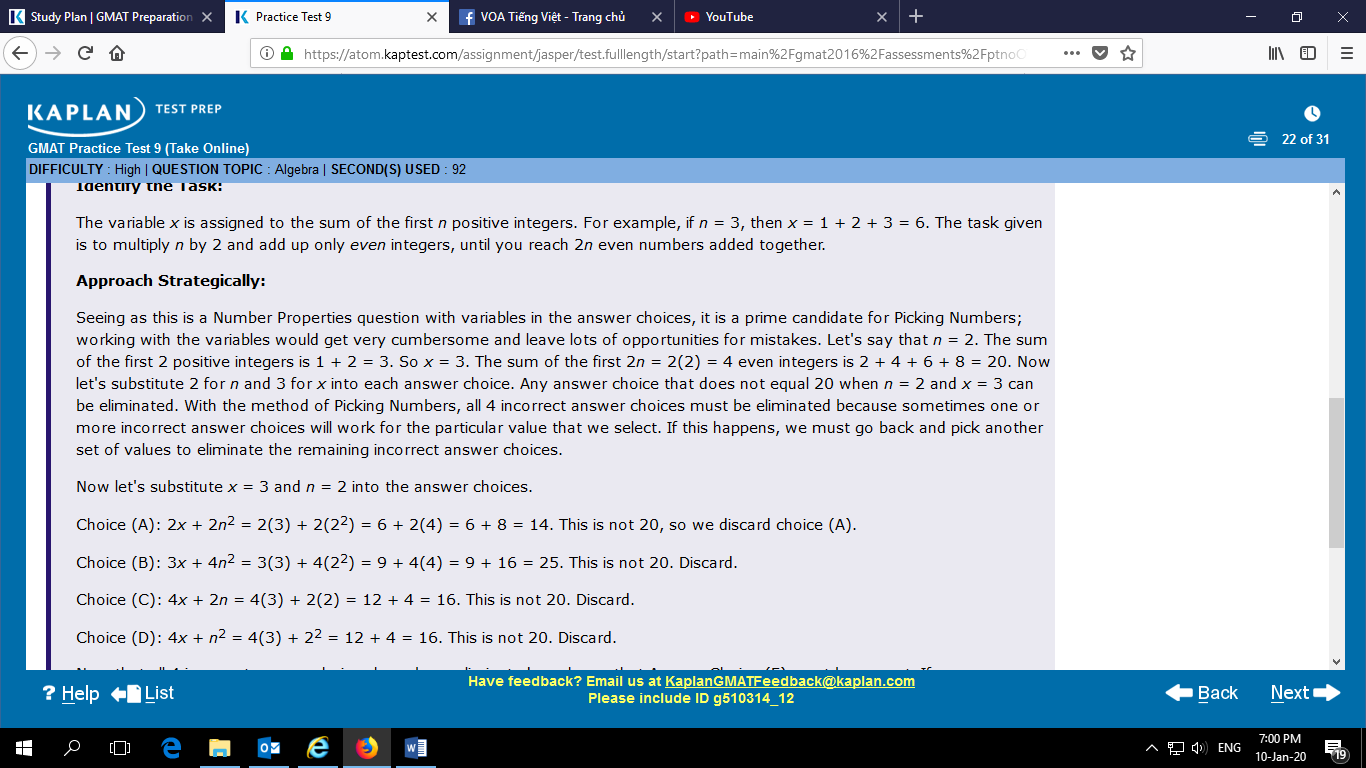 Study Plan | GMAT Preparation
Practice Test 9
VOA Tiếng Việt - Trang chủ
YouTube
https://atom.kaptest.com/assignment/jasper/test.fulllength/start?path=main%2Fgmat2016%2Fassessments%2Fptno
KAPLAN TEST PREP
GMAT Practice Test 9 (Take Online)
22 of 31
DIFFICULTY : High | QUESTION TOPIC : Algebra | SECOND(S) USED : 92
Identify the Task:
The variable x is assigned to the sum of the first n positive integers. For example, if n = 3, then x = 1 + 2 + 3 = 6. The task given
is to multiply n by 2 and add up only even integers, until you reach 2n even numbers added together.
Approach Strategically:
Seeing as this is a Number Properties question with variables in the answer choices, it is a prime candidate for Picking Numbers;
working with the variables would get very cumbersome and leave lots of opportunities for mistakes. Let's say that n = 2. The sum
of the first 2 positive integers is 1 + 2 = 3. So x = 3. The sum of the first 2n = 2(2) = 4 even integers is 2 + 4 + 6 + 8 = 20. Now
let's substitute 2 for n and 3 for x into each answer choice. Any answer choice that does not equal 20 when n = 2 and x = 3 can
be eliminated. With the method of Picking Numbers, all 4 incorrect answer choices must be eliminated because sometimes one or
more incorrect answer choices will work for the particular value that we select. If this happens, we must go back and pick another
set of values to eliminate the remaining incorrect answer choices.
Now let's substitute x = 3 and n = 2 into the answer choices.
Choice (A): 2x + 2n² = 2(3) + 2(2²) = 6 + 2(4) = 6 + 8 = 14. This is not 20, so we discard choice (A).
Choice (B): 3x + 4n² = 3(3) + 4(2²) = 9 + 4(4) = 9 + 16 = 25. This is not 20. Discard.
Choice (C): 4x + 2n = 4(3) + 2(2) = 12 + 4 = 16. This is not 20. Discard.
Choice (D): 4x + n² = 4(3) + 2² = 12 + 4 = 16. This is not 20. Discard.
? Help
List
Have feedback? Email us at KaplanGMATFeedback@kaplan.com
Please include ID g510314_12
Back
Next
ENG
7:00 PM
10-Jan-20
19